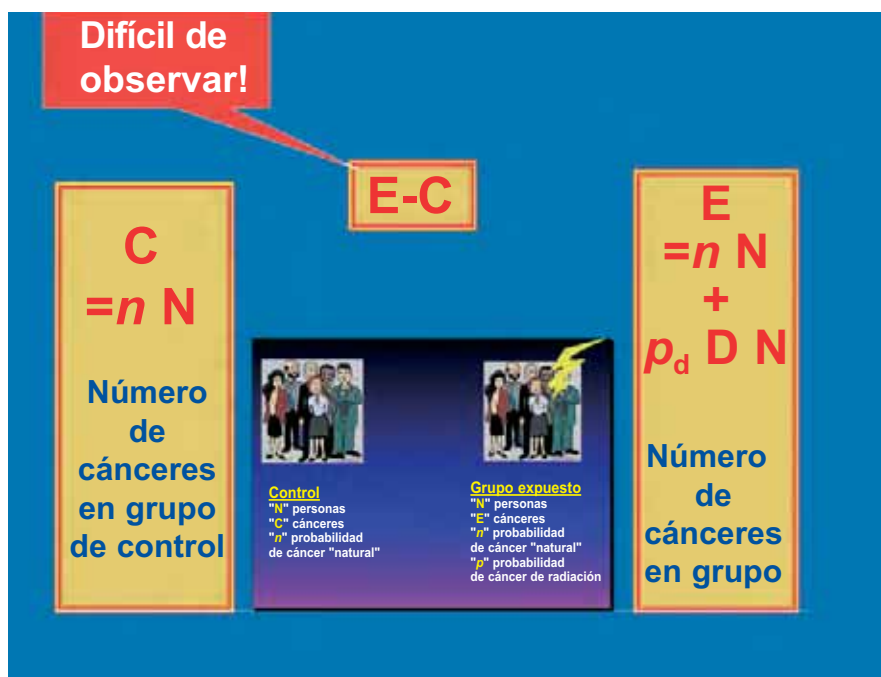 Difícil de
observar!
E-C
C
=n N
Número
de
cánceres
en grupo
de control
Control
"N" personas
"C" cánceres
"n" probabilidad
de cáncer "natural"
Grupo expuesto
"N" personas
"E" cánceres
"n" probabilidad
de cáncer "natural"
"p" probabilidad
de cáncer de radiación
E
=n N
+
pd D N
Número
de
cánceres
en grupo